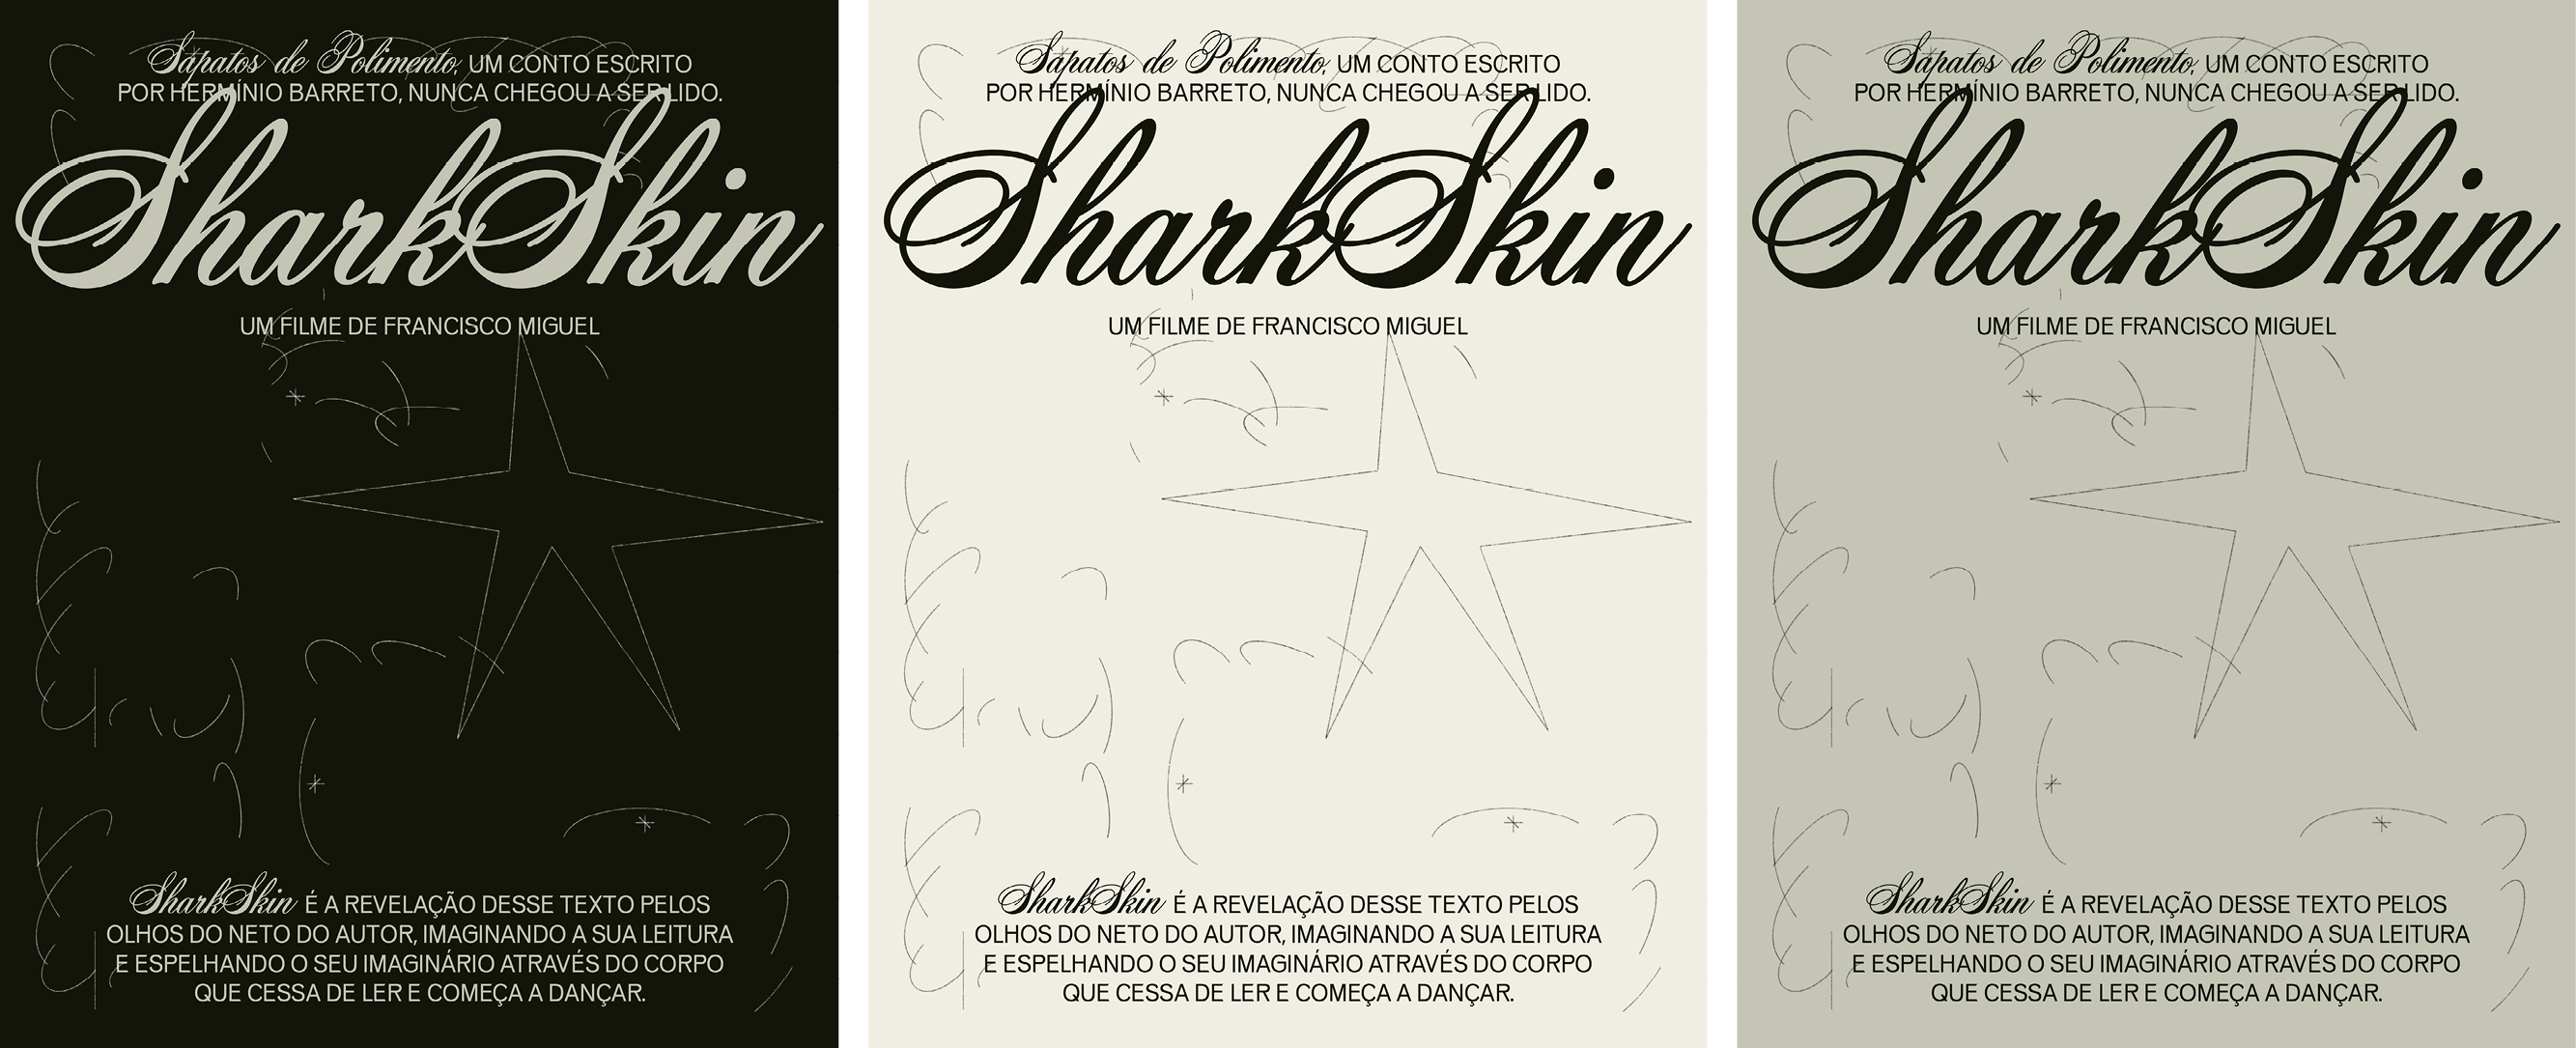 Sapatos de Polimento, UM CONTO ESCRITO
POR HERMÍNIO BARRETO, NUNCA CHEGOU A SER LIDO.
SharkSkin
UM FILME DE FRANCISCO MIGUEL
SharkSkin É A REVELAÇÃO DESSE TEXTO PELOS
OLHOS DO NETO DO AUTOR, IMAGINANDO A SUA LEITURA
E ESPELHANDO O SEU IMAGINÁRIO ATRAVÉS DO CORPO
QUE CESSA DE LER E COMEÇA A DANÇAR.
Sapatos de Polimento, UM CONTO ESCRITO
POR HERMÍNIO BARRETO, NUNCA CHEGOU A SER LIDO.
SharkSkin
UM FILME DE FRANCISCO MIGUEL
SharkSkin É A REVELAÇÃO DESSE TEXTO PELOS
OLHOS DO NETO DO AUTOR, IMAGINANDO A SUA LEITURA
E ESPELHANDO O SEU IMAGINÁRIO ATRAVÉS DO CORPO
QUE CESSA DE LER E COMEÇA A DANÇAR.
Sapatos de Polimento, UM CONTO ESCRITO
POR HERMÍNIO BARRETO, NUNCA CHEGOU A SER LIDO.
SharkSkin
UM FILME DE FRANCISCO MIGUEL
SharkSkin É A REVELAÇÃO DESSE TEXTO PELOS
OLHOS DO NETO DO AUTOR, IMAGINANDO A SUA LEITURA
E ESPELHANDO O SEU IMAGINÁRIO ATRAVÉS DO CORPO
QUE CESSA DE LER E COMEÇA A DANÇAR.